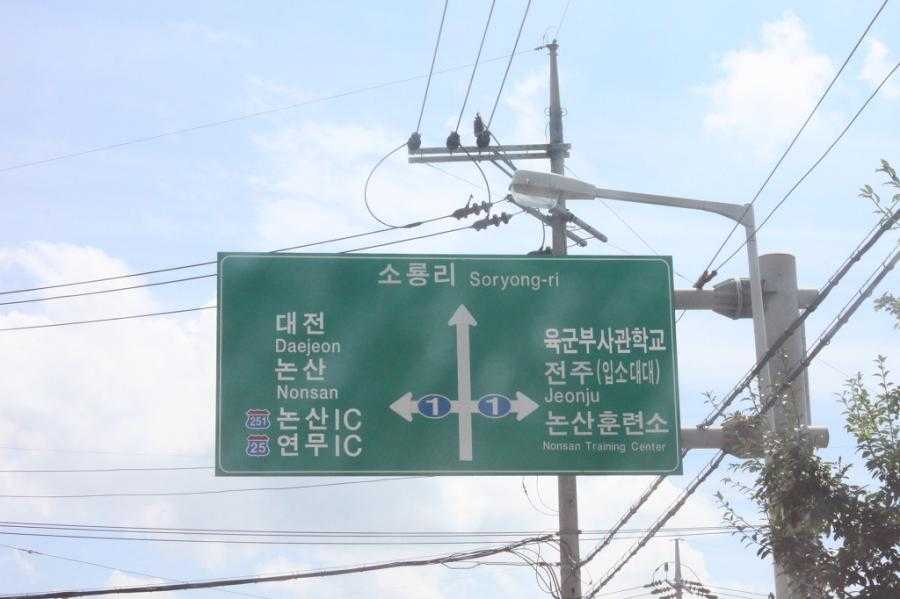 소룡리 Soryong-ri
대전
Daejeon
논산
Nonsan
251 논산IC
25 연무IC
1
1
육군부사관학교
전주(입소대대)
Jeonju
논산훈련소
Nonsan Training Center